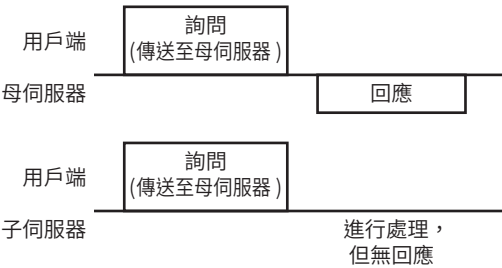 詢問
用戶端
(傳送至母伺服器 )
母伺服器
回應
詢問
用戶端
(傳送至母伺服器 )
子伺服器
進行處理，
但無回應